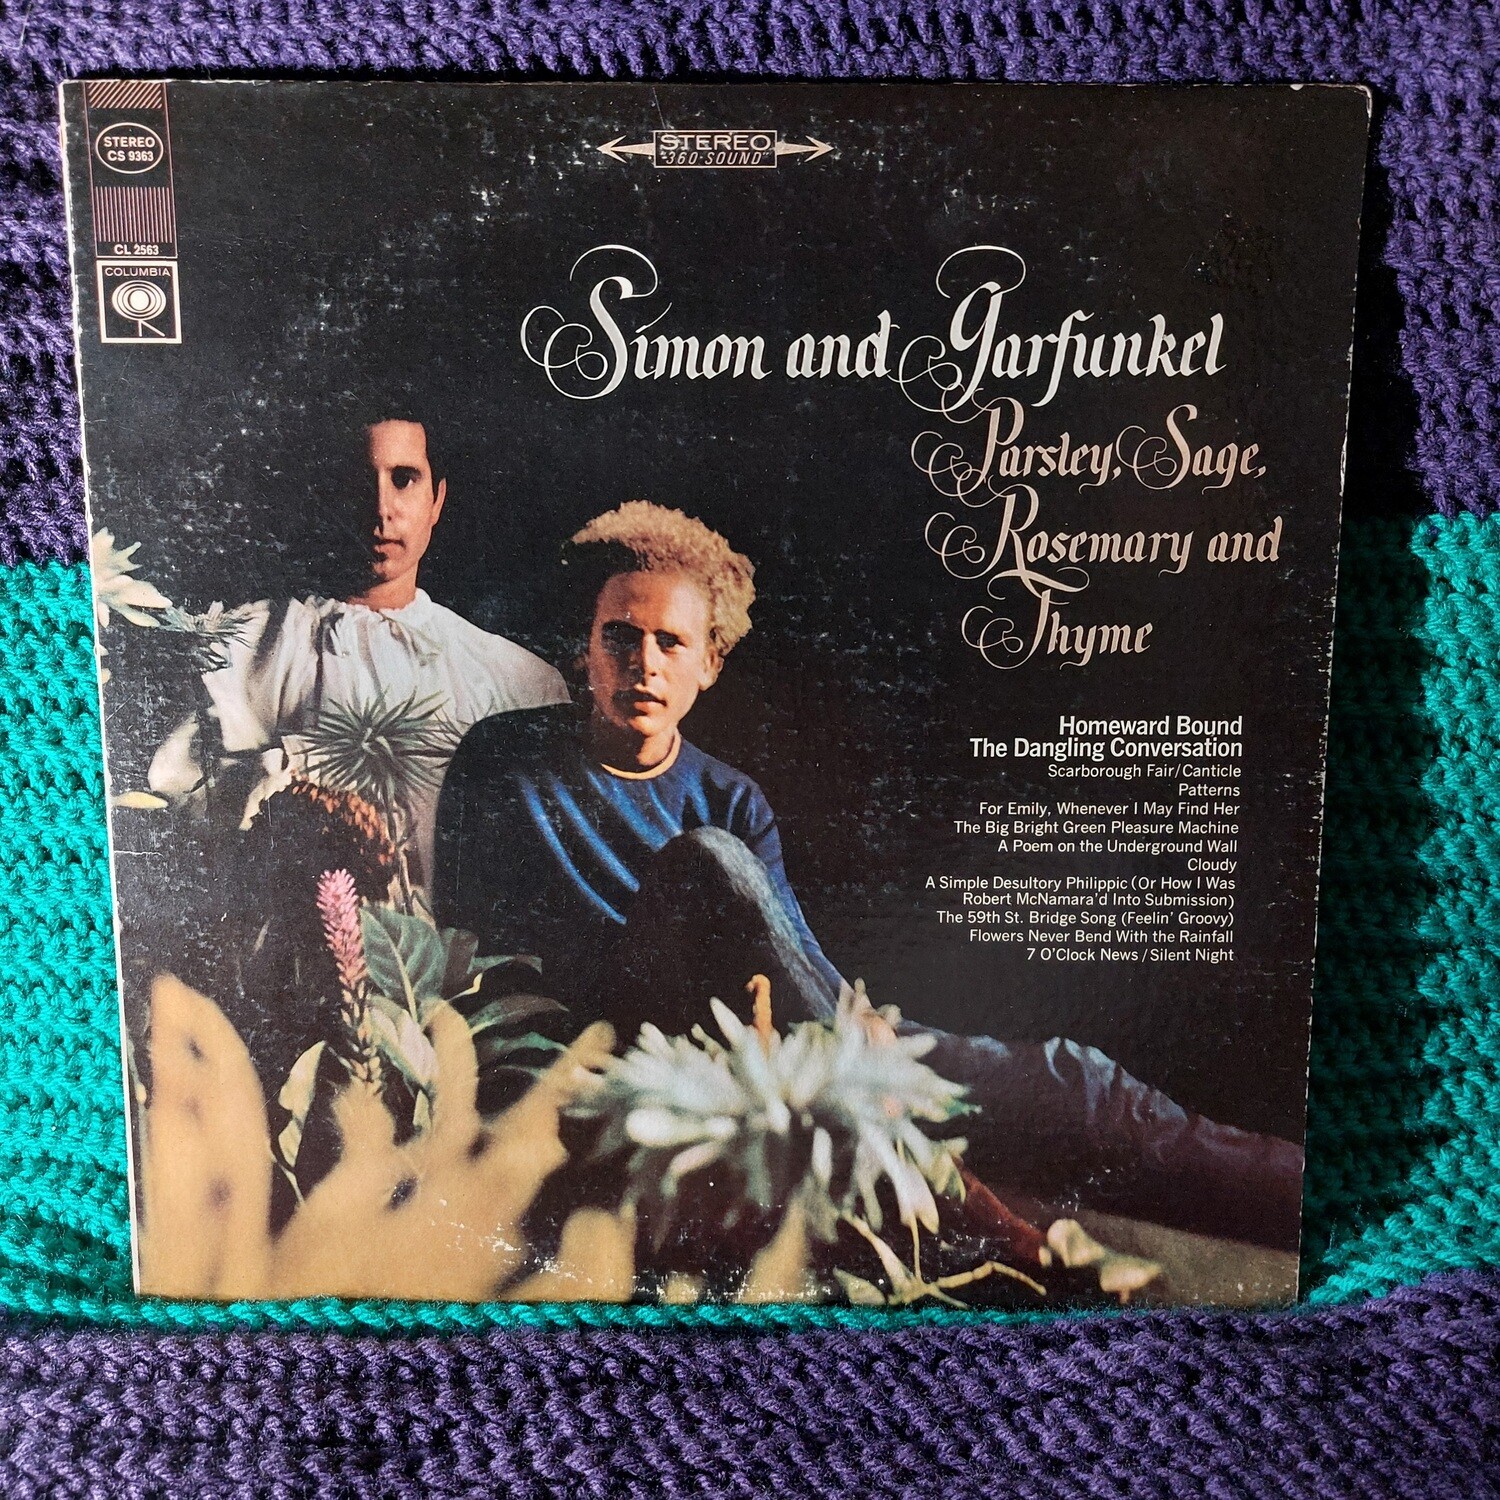 STEREO
CS 9363
CL 2563
COLUMBIA
STEREO
"360 SOUND"
Simon and Garfunkel
Parsley, Sage,
Rosemary and
Thyme
Homeward Bound
The Dangling Conversation
Scarborough Fair/Canticle
Patterns
For Emily, Whenever I May Find Her
The Big Bright Green Pleasure Machine
A Poem on the Underground Wall
Cloudy
A Simple Desultory Philippic (Or How I Was
Robert McNamara'd Into Submission)
The 59th St. Bridge Song (Feelin' Groovy)
Flowers Never Bend With the Rainfall
7 O'Clock News/Silent Night